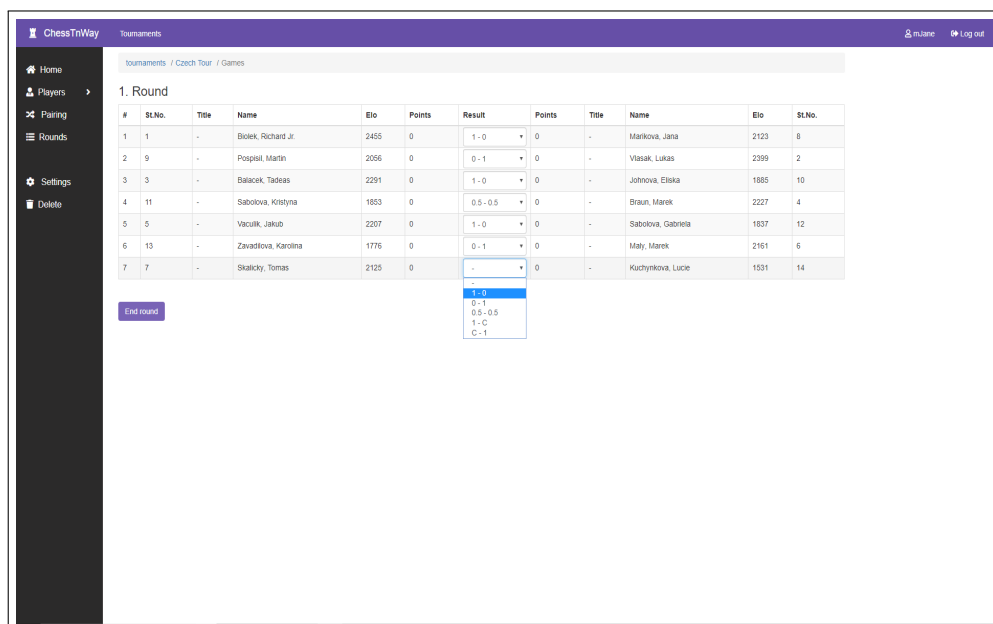 ChessTnWay Tournaments mJane Log out
Home
Players
Pairing
Rounds
Settings
Delete
tournaments / Czech Tour / Games
1. Round
# St.No. Title Name Elo Points Result Points Title Name Elo St.No.
1 1 - Biolek, Richard Jr. 2455 0 1 - 0 0 - Marikova, Jana 2123 8
2 9 - Pospisil, Martin 2056 0 0 - 1 0 - Vlasak, Lukas 2399 2
3 3 - Balacek, Tadeas 2291 0 1 - 0 0 - Johnova, Eliska 1885 10
4 11 - Sabolova, Kristyna 1853 0 0.5 - 0.5 0 - Braun, Marek 2227 4
5 5 - Vaculik, Jakub 2207 0 1 - 0 0 - Sabolova, Gabriela 1837 12
6 13 - Zavadilova, Karolina 1776 0 0 - 1 0 - Maly, Marek 2161 6
7 7 - Skalicky, Tomas 2125 0 - 0 - Kuchynkova, Lucie 1531 14
-
1 - 0
0 - 1
0.5 - 0.5
1 - C
C - 1
End round